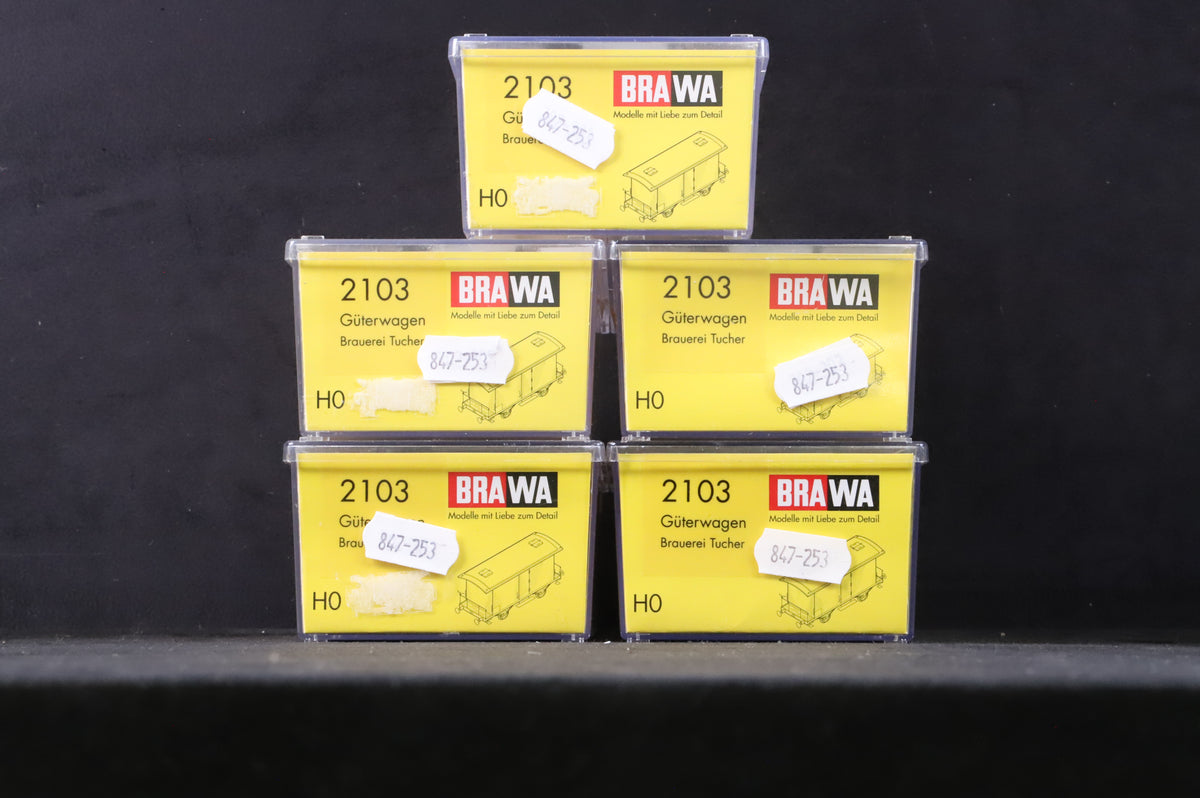 2103
BRAWA
Modelle mit Liebe zum Detail
847-253
H0
2103
BRAWA
Güterwagen
Modelle mit Liebe zum Detail
Brauerei Tucher
847-253
H0
2103
BRAWA
Güterwagen
Modelle mit Liebe zum Detail
Brauerei Tucher
847-253
H0
2103
BRAWA
Modelle mit Liebe zum Detail
847-253
H0
2103
BRAWA
Güterwagen
Modelle mit Liebe zum Detail
Brauerei Tucher
847-253
H0